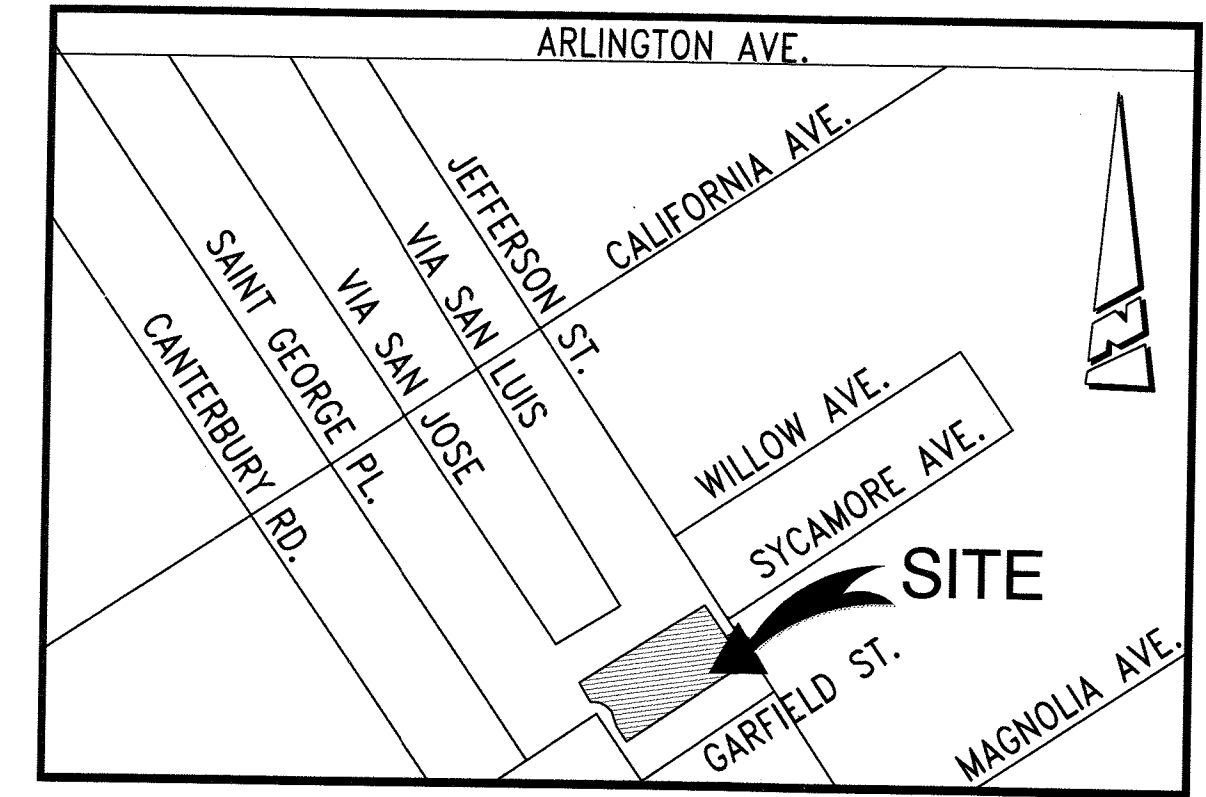 ARLINGTON AVE.
CALIFORNIA AVE.
JEFFERSON ST.
VIA SAN LUIS
VIA SAN JOSE
SAINT GEORGE PL.
CANTERBURY RD.
WILLOW AVE.
SYCAMORE AVE.
SITE
GARFIELD ST.
MAGNOLIA AVE.
N